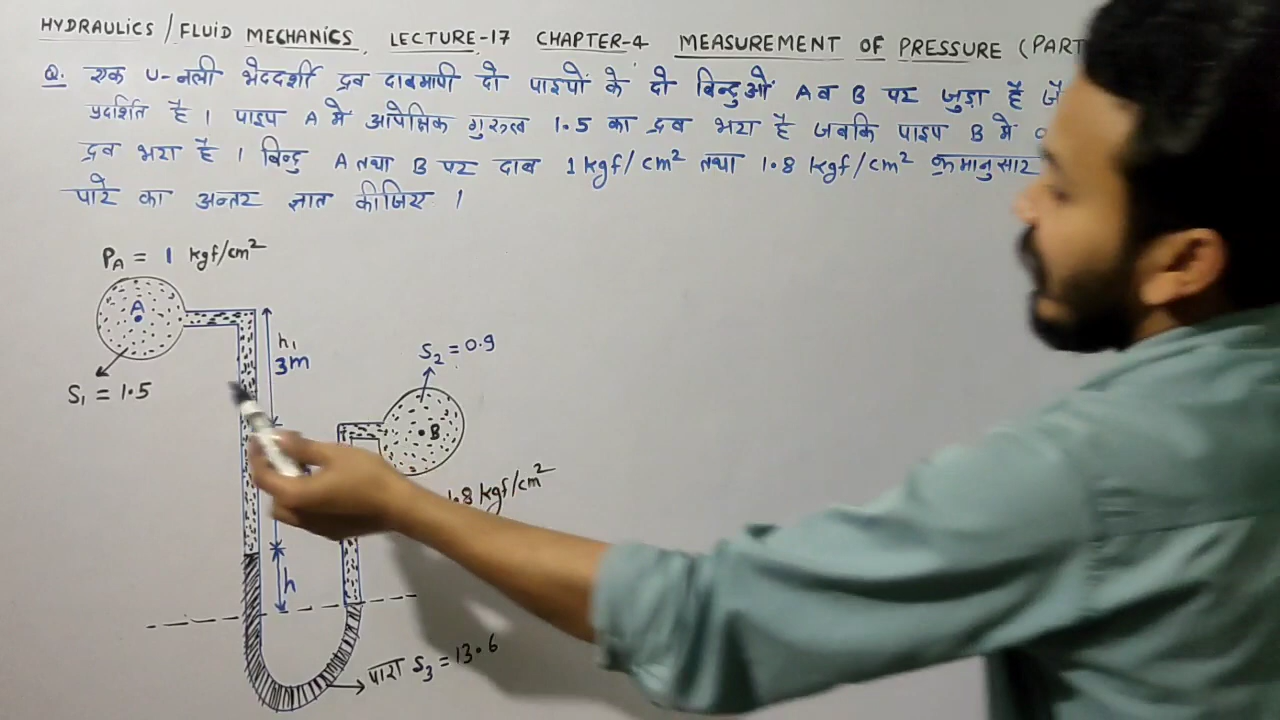 HYDRAULICS / FLUID MECHANICS, LECTURE-17 CHAPTER-4 MEASUREMENT OF PRESSURE (PART
Q. एक U-नली भेददर्शी द्रव दाबमापी दो पाइपों के दो बिन्दुओं A व B पर जुड़ा है
प्रदर्शित है । पाइप A में आपेक्षिक गुरुत्व 1.5 का द्रव भरा है जबकि पाइप B में
द्रव भरा है । बिन्दु A तथा B पर दाब 1 kgf/cm² तथा 1.8 kgf/cm² क्रमानुसार
पारे का अन्तर ज्ञात कीजिए ।
PA = 1 kgf/cm²
A
h1
3m
S2 = 0.9
S1 = 1.5
B
.8 kgf/cm²
h
पारा S3 = 13.6